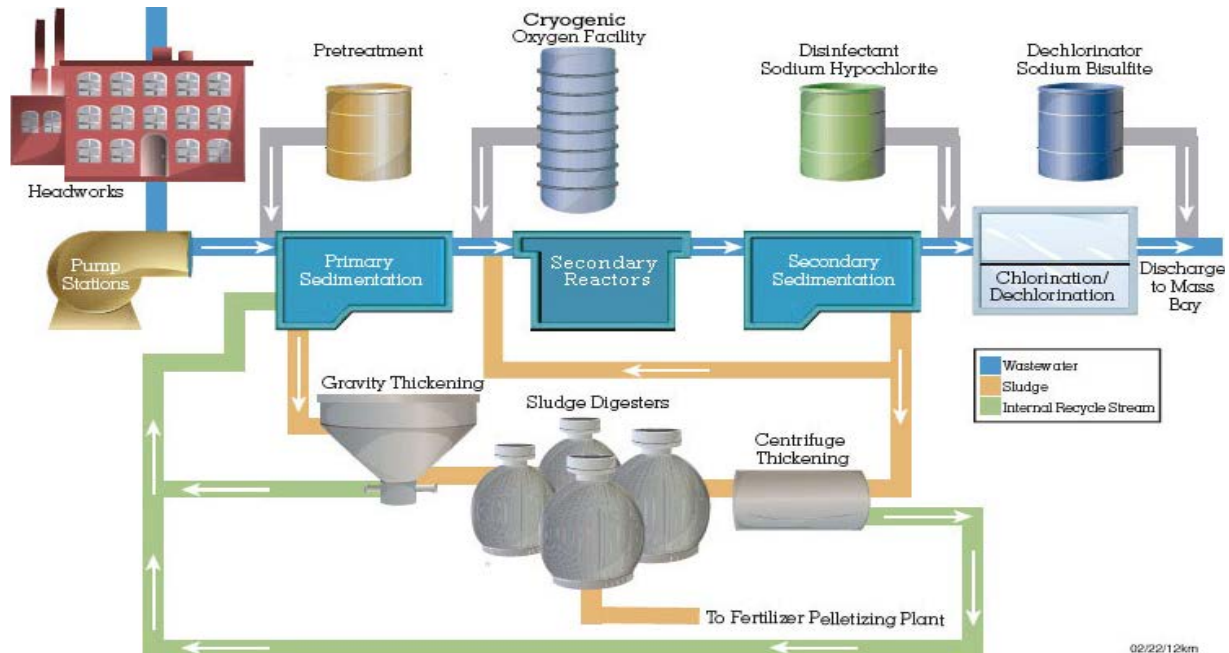 Cryogenic
Oxygen Facility
Pretreatment
Disinfectant
Sodium Hypochlorite
Dechlorinator
Sodium Bisulfite
Headworks
Pump
Stations
Primary
Sedimentation
Secondary
Reactors
Secondary
Sedimentation
Chlorination/
Dechlorination
Discharge
to Mass
Bay
Wastewater
Sludge
Internal Recycle Stream
Gravity Thickening
Sludge Digesters
Centrifuge
Thickening
To Fertilizer Pelletizing Plant
02/22/12km